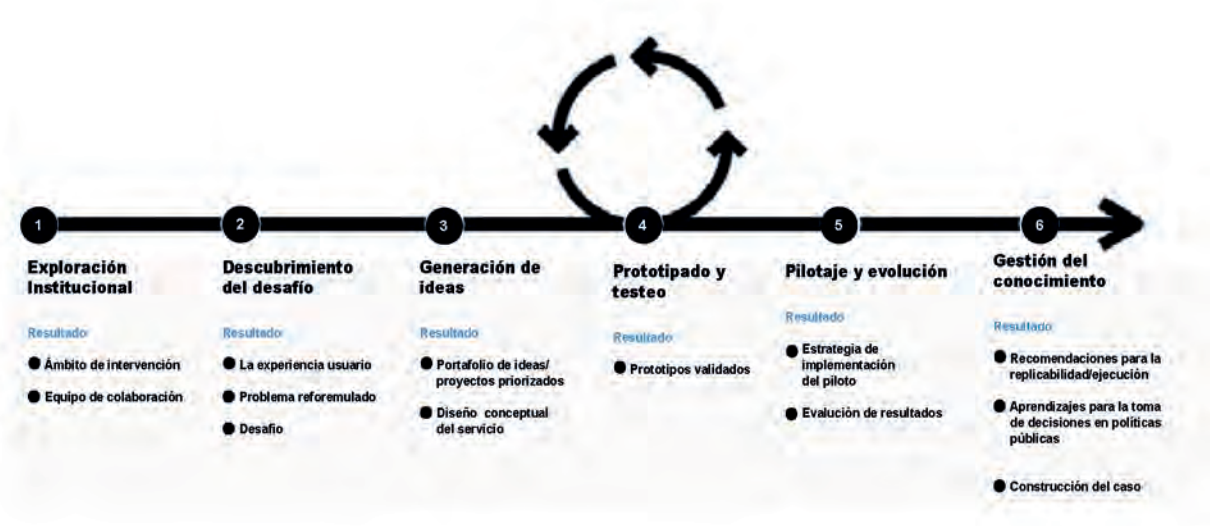 1
Exploración
Institucional
Resultado
Ámbito de intervención
Equipo de colaboración
2
Descubrimiento
del desafío
Resultado
La experiencia usuario
Problema reforemulado
Desafio
3
Generación de
ideas
Resultado
Portafolio de ideas/
proyectos priorizados
Diseño conceptual
del servicio
4
Prototipado y
testeo
Resultado
Prototipos validados
5
Pilotaje y evolución
Resultado
Estrategia de
implementación
del piloto
Evalución de resultados
6
Gestión del
conocimiento
Resultado
Recomendaciones para la
replicabilidad/ejecución
Aprendizajes para la toma
de decisiones en políticas
públicas
Construcción del caso